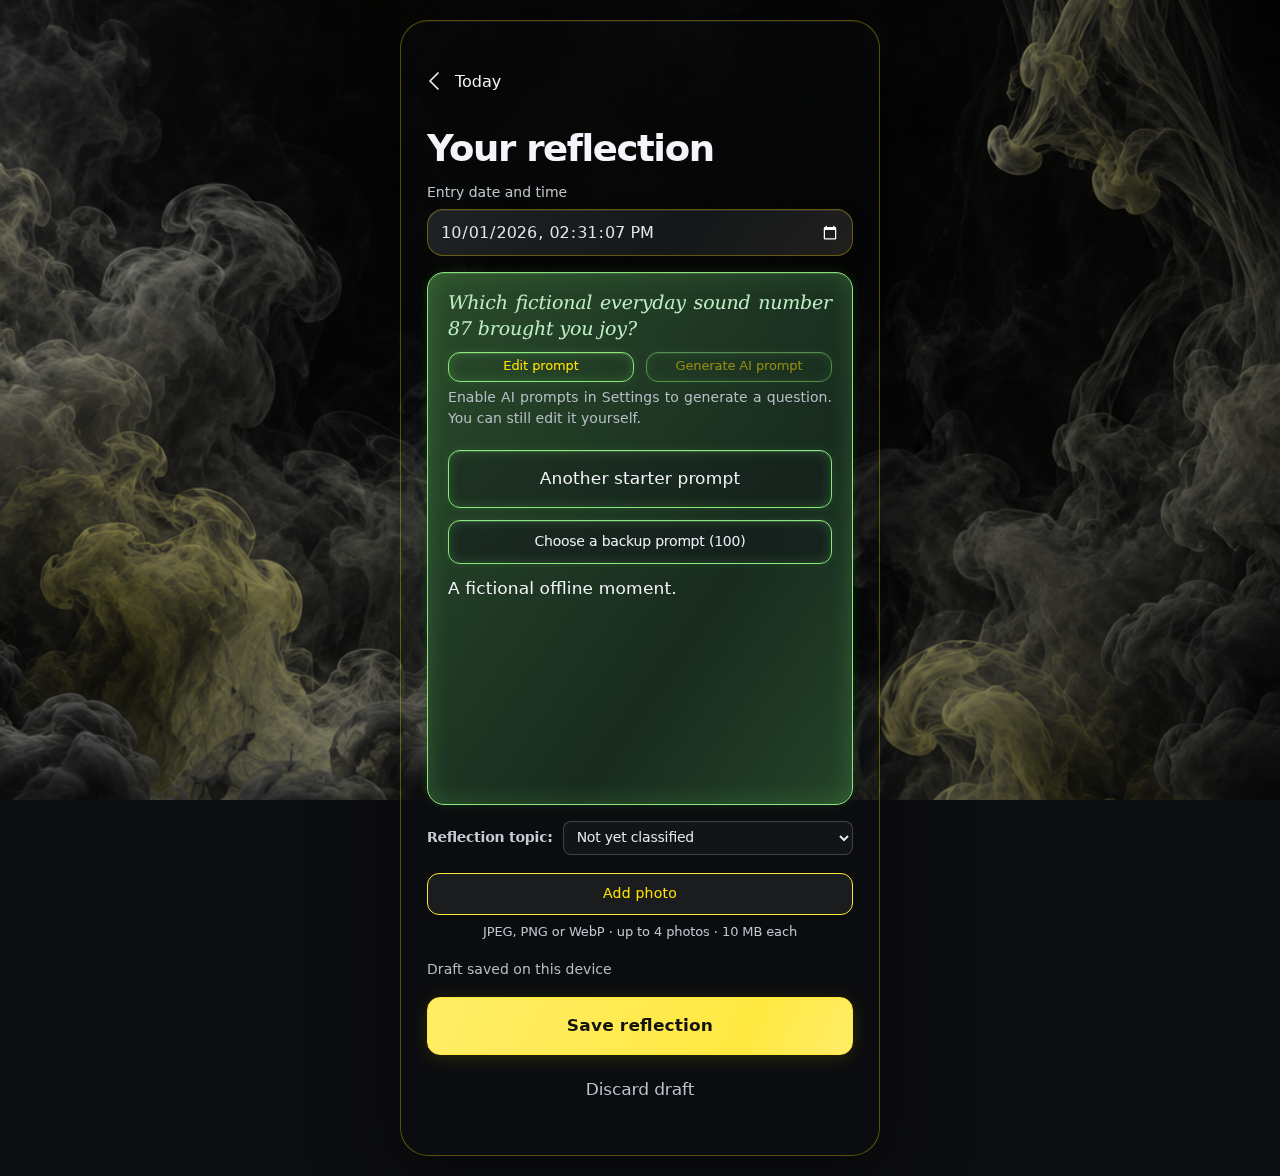 Today
Your reflection
Entry date and time
10/01/2026, 02:31:07 PM
Which fictional everyday sound number
87 brought you joy?
Edit prompt
Generate AI prompt
Enable AI prompts in Settings to generate a question.
You can still edit it yourself.
Another starter prompt
Choose a backup prompt (100)
A fictional offline moment.
Reflection topic:
Not yet classified
Add photo
JPEG, PNG or WebP · up to 4 photos · 10 MB each
Draft saved on this device
Save reflection
Discard draft